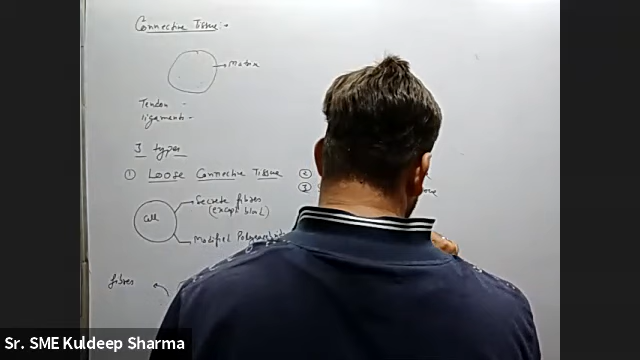 Connective Tissue :-
Matrix
Tendon -
ligaments -
3 types
① Loose Connective Tissue ②
③
Cell
Secrete fibres
(except blood)
Modified
fibres
Sr. SME Kuldeep Sharma